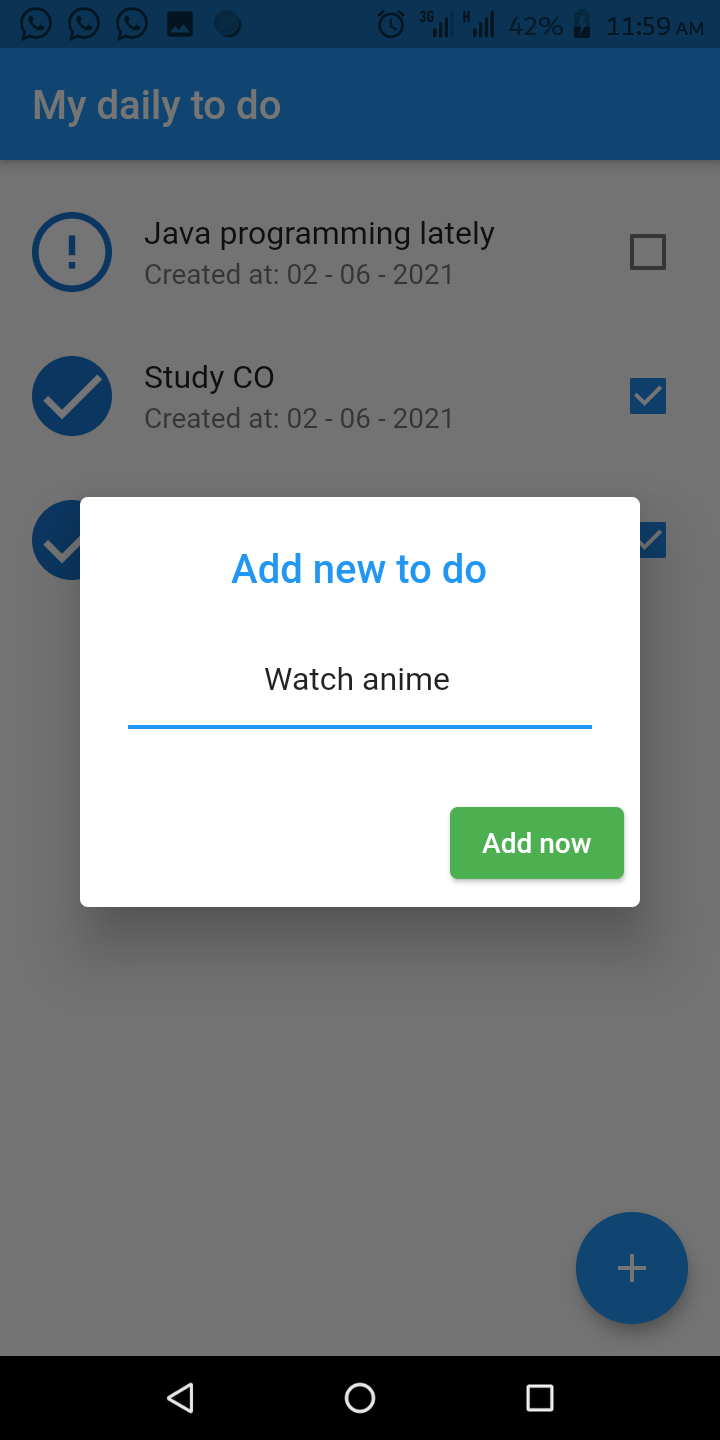 3G H 42% 11:59 AM
My daily to do
Java programming lately
Created at: 02 - 06 - 2021
Study CO
Created at: 02 - 06 - 2021
Add new to do
Watch anime
Add now